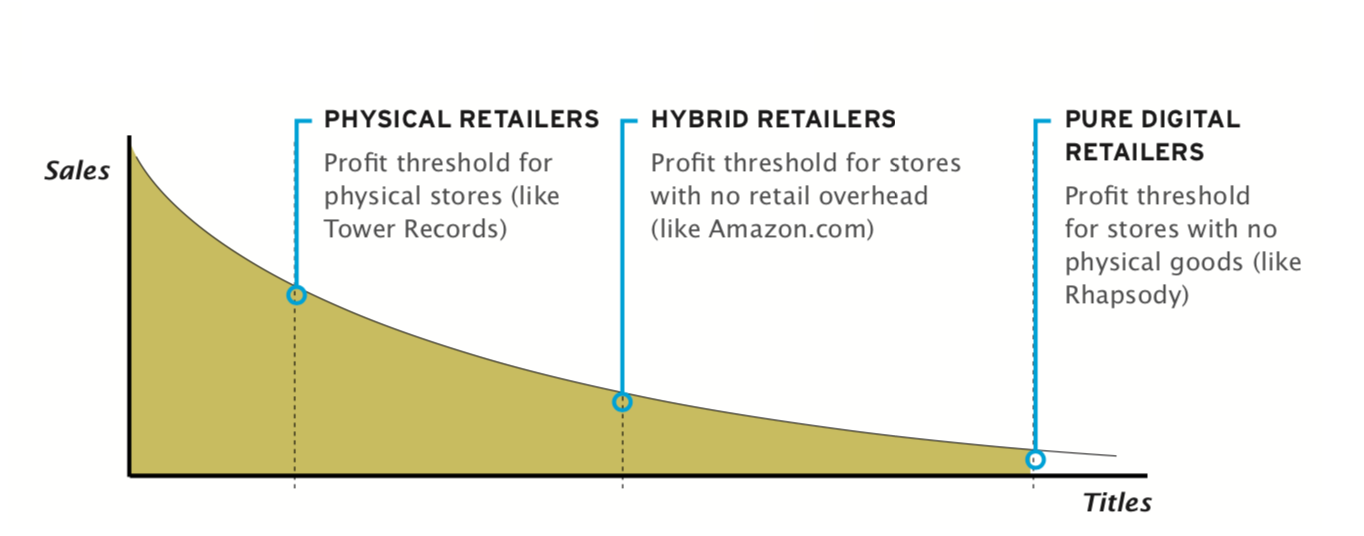 Sales
PHYSICAL RETAILERS
Profit threshold for
physical stores (like
Tower Records)
HYBRID RETAILERS
Profit threshold for stores
with no retail overhead
(like Amazon.com)
PURE DIGITAL
RETAILERS
Profit threshold
for stores with no
physical goods (like
Rhapsody)
Titles